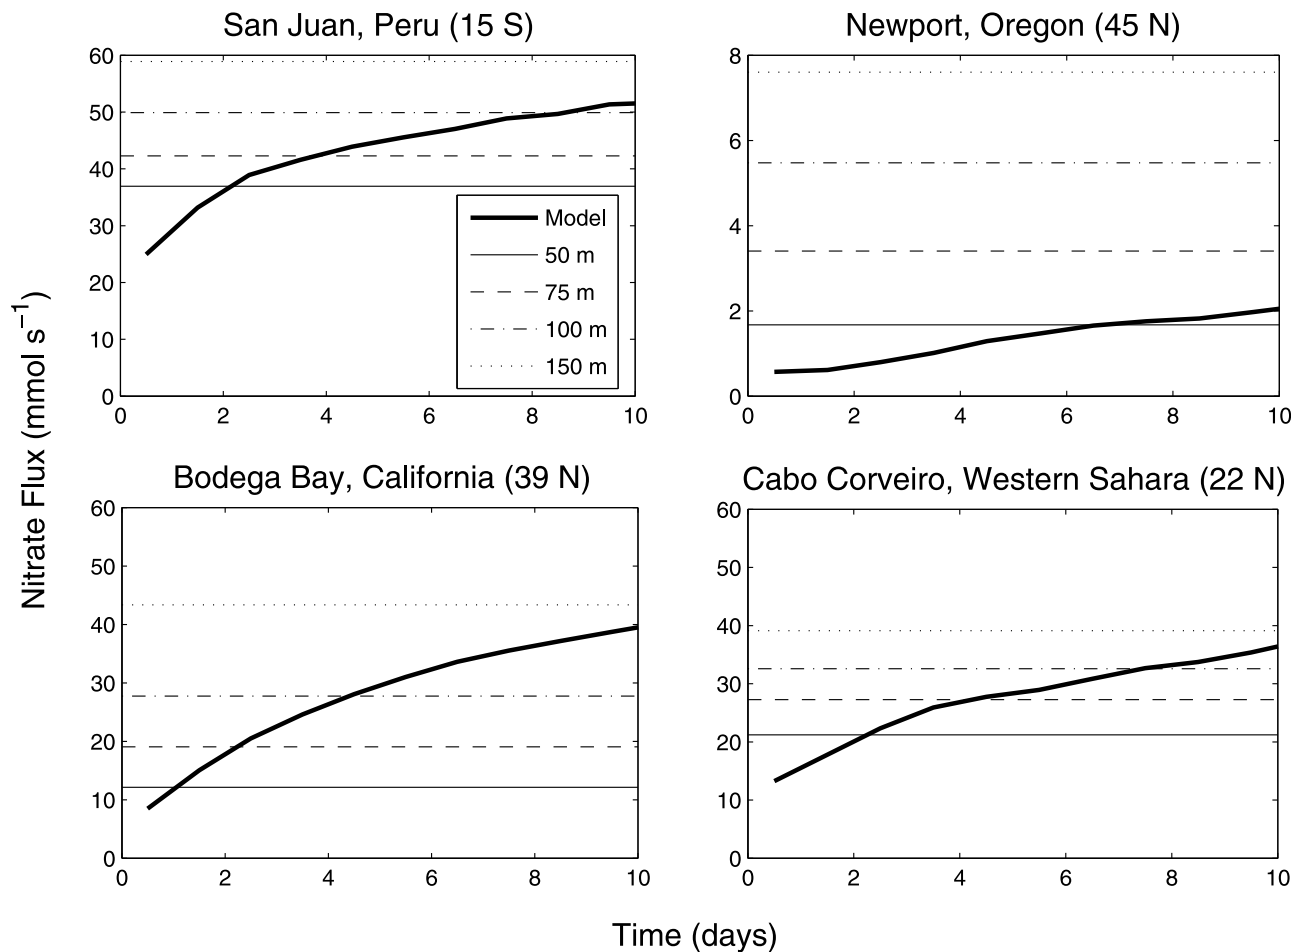 San Juan, Peru (15 S)
60
50
40
30
20
10
0
0 2 4 6 8 10
Model
50 m
75 m
100 m
150 m
Newport, Oregon (45 N)
8
6
4
2
0
0 2 4 6 8 10
Nitrate Flux (mmol s⁻¹)
Bodega Bay, California (39 N)
60
50
40
30
20
10
0
0 2 4 6 8 10
Cabo Corveiro, Western Sahara (22 N)
60
50
40
30
20
10
0
0 2 4 6 8 10
Time (days)